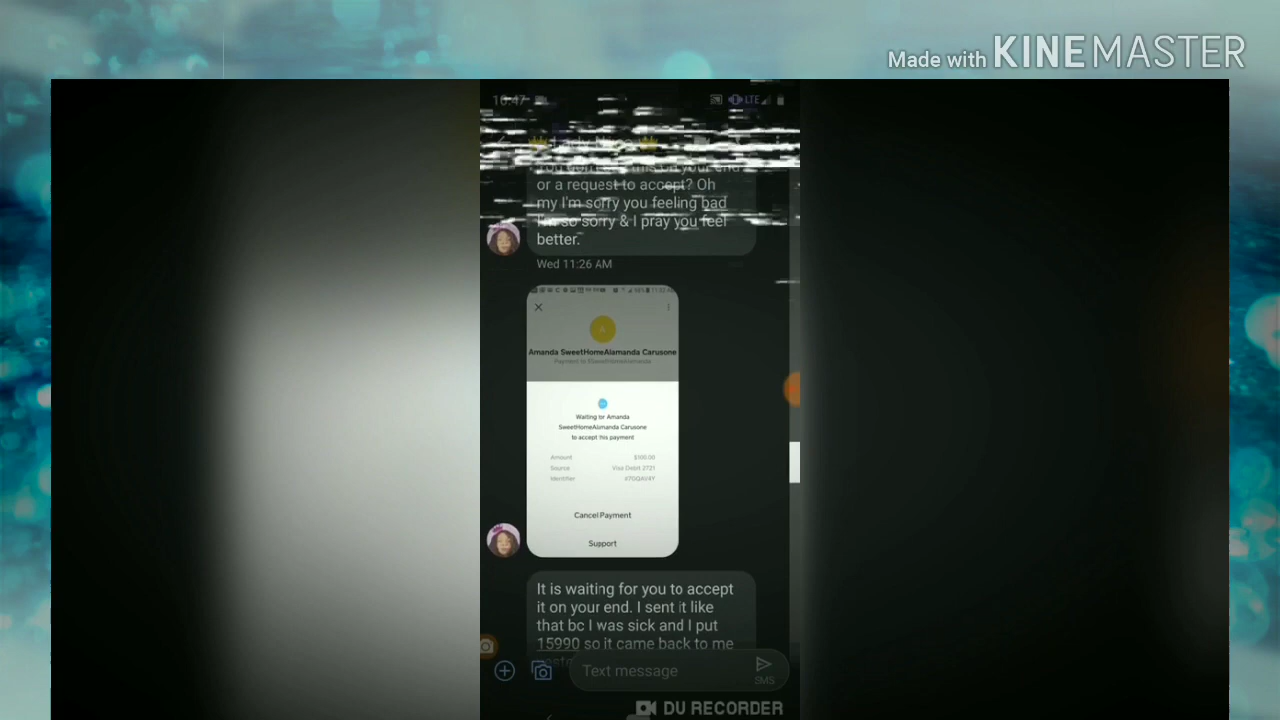 Made with KINEMASTER
10:47
LTE
or a request to accept? Oh
my I'm sorry you feeling bad
I'm so sorry & I pray you feel
better.
Wed 11:26 AM
A
Amanda SweetHomeAlamanda Carusone
Payment to $SweetHomeAlamanda
Waiting for Amanda
SweetHomeAlamanda Carusone
to accept this payment
Amount $100.00
Source Visa Debit 2721
Identifier
Cancel Payment
Support
It is waiting for you to accept
it on your end. I sent it like
that bc I was sick and I put
15990 so it came back to me
Text message
SMS
DU RECORDER